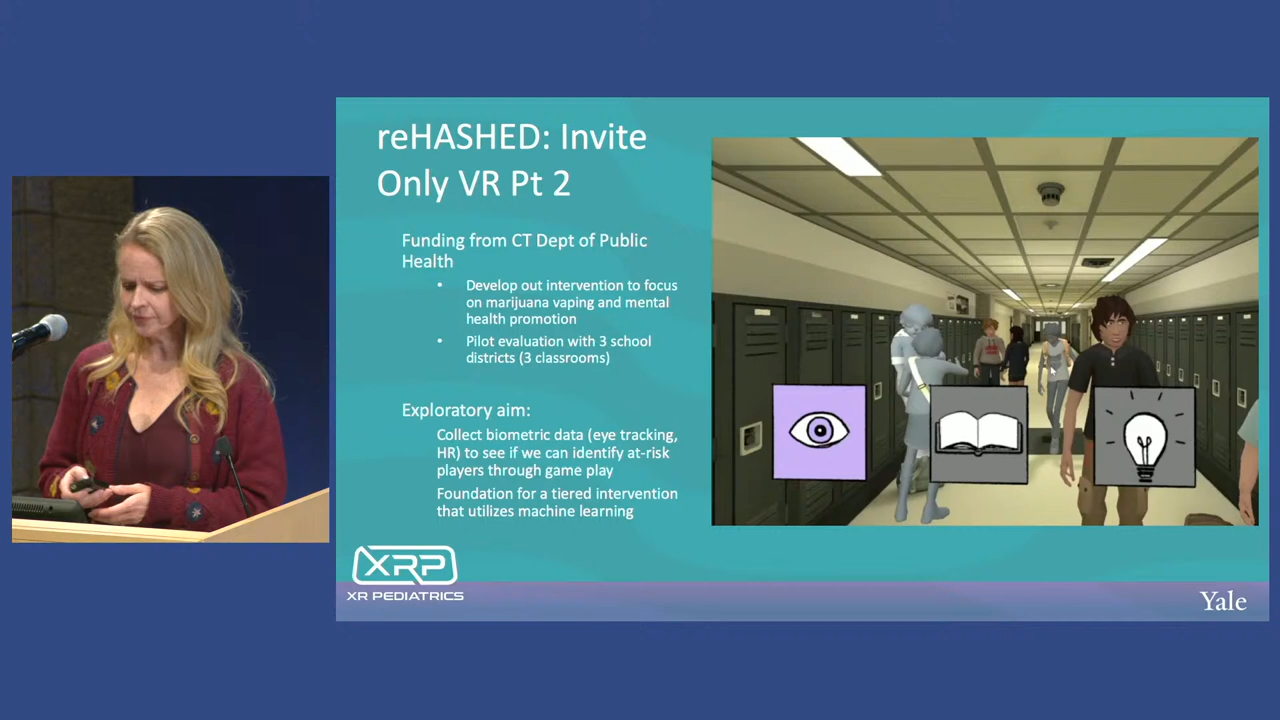 reHASHED: Invite
Only VR Pt 2
Funding from CT Dept of Public
Health
• Develop out intervention to focus
on marijuana vaping and mental
health promotion
• Pilot evaluation with 3 school
districts (3 classrooms)
Exploratory aim:
Collect biometric data (eye tracking,
HR) to see if we can identify at-risk
players through game play
Foundation for a tiered intervention
that utilizes machine learning
XRP
XR PEDIATRICS
Yale